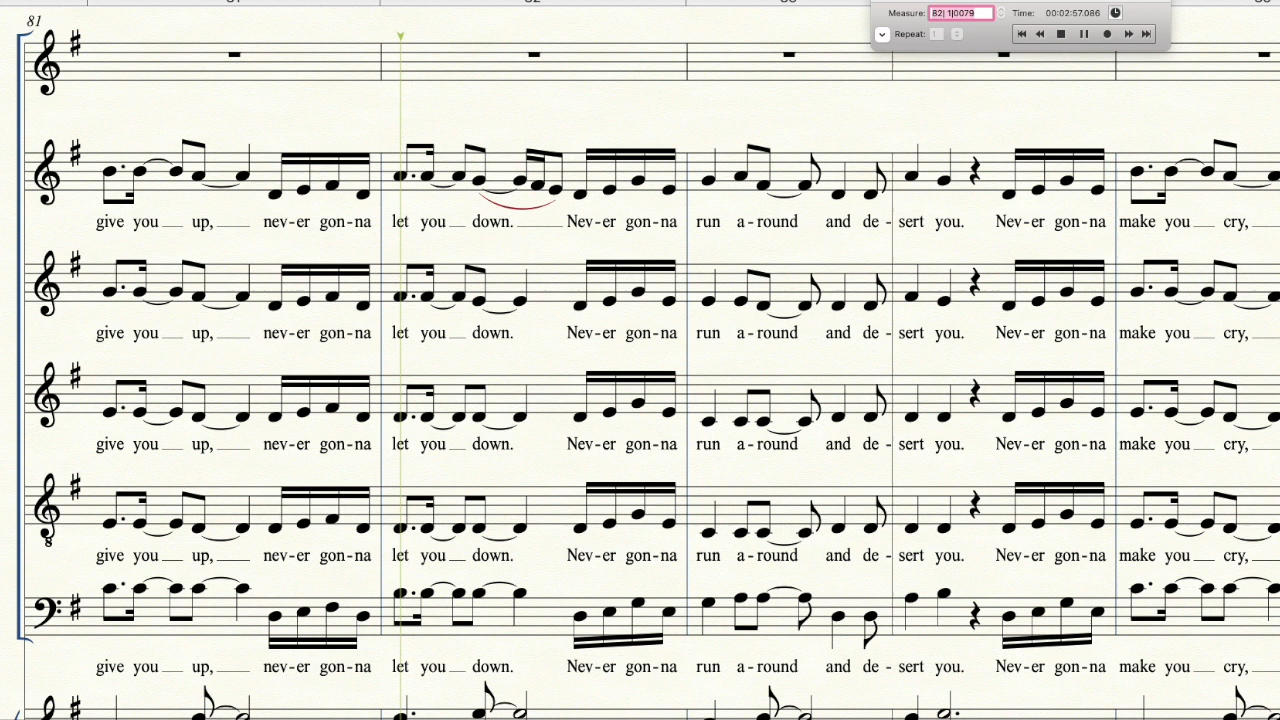 Measure: 82| 1|0079 Time: 00:02:57.086
Repeat: 1
81
give you up, nev-er gon-na let you down. Nev-er gon-na run a-round and de-sert you. Nev-er gon-na make you cry,
give you up, nev-er gon-na let you down. Nev-er gon-na run a-round and de-sert you. Nev-er gon-na make you cry,
give you up, nev-er gon-na let you down. Nev-er gon-na run a-round and de-sert you. Nev-er gon-na make you cry,
give you up, nev-er gon-na let you down. Nev-er gon-na run a-round and de-sert you. Nev-er gon-na make you cry,
give you up, nev-er gon-na let you down. Nev-er gon-na run a-round and de-sert you. Nev-er gon-na make you cry,